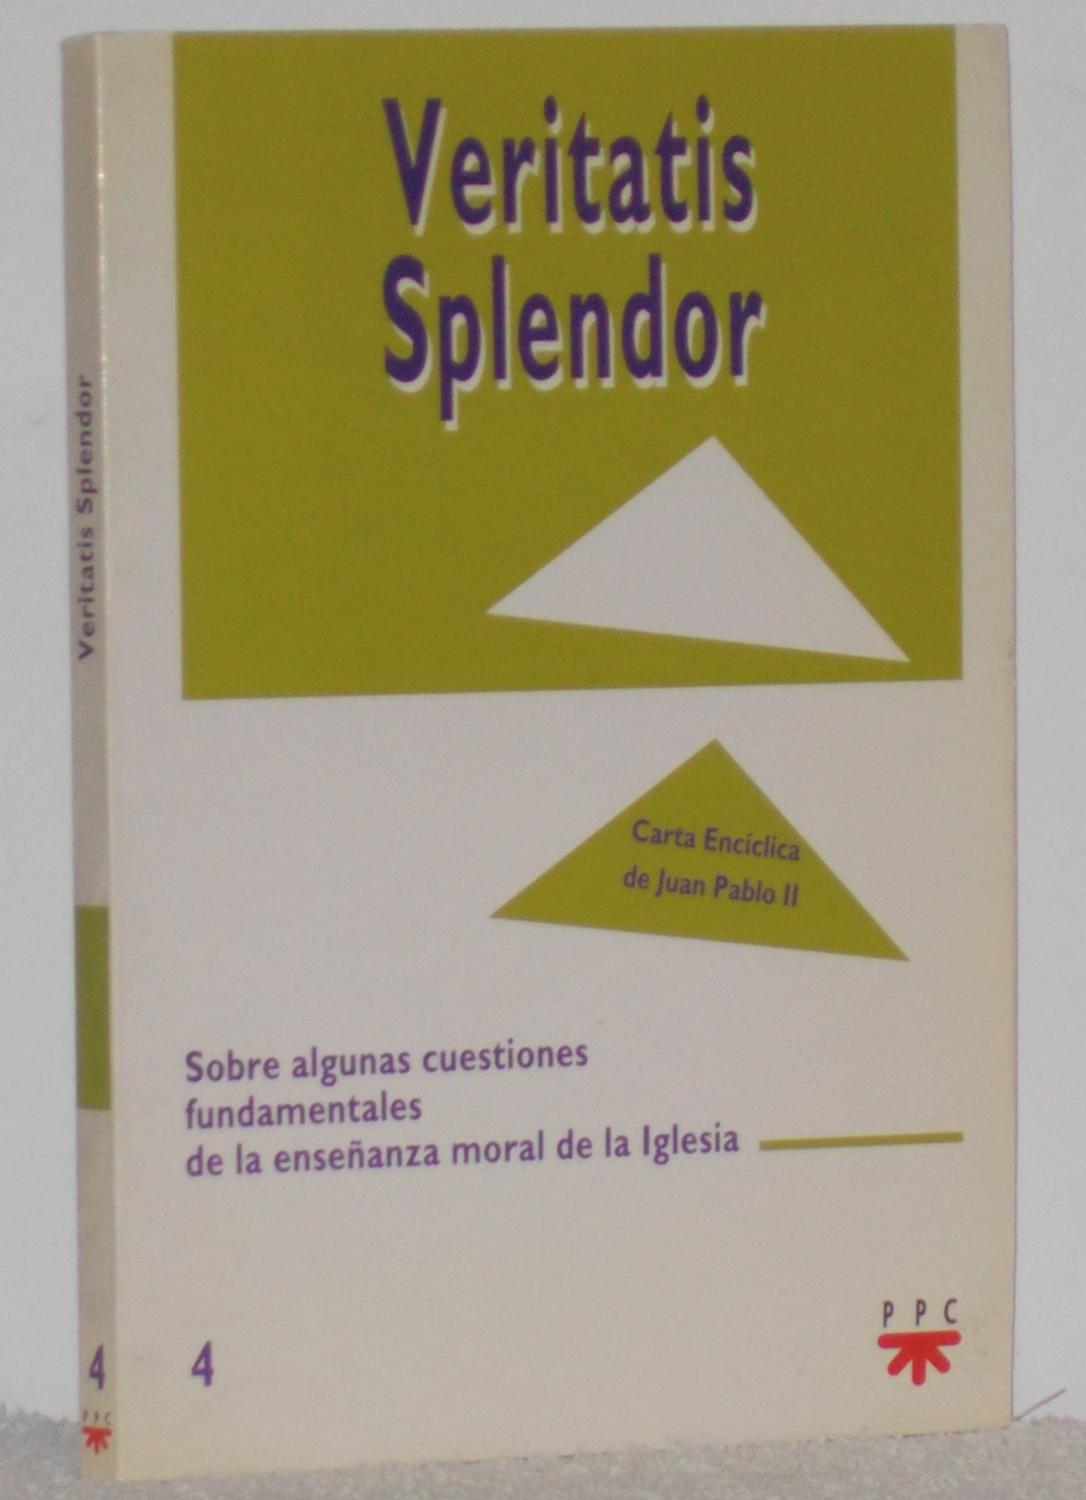 Veritatis
Splendor
Carta Encíclica
de Juan Pablo II
Sobre algunas cuestiones
fundamentales
de la enseñanza moral de la Iglesia
4
PPC
Veritatis Splendor
4
PPC